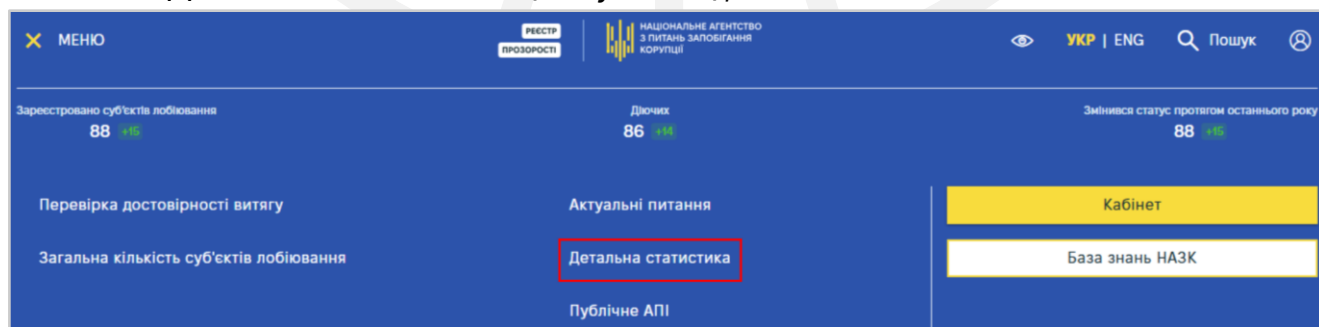 МЕНЮ
РЕЄСТР
ПРОЗОРОСТІ
НАЦІОНАЛЬНЕ АГЕНТСТВО
З ПИТАНЬ ЗАПОБІГАННЯ
КОРУПЦІЇ
УКР | ENG
Пошук
Зареєстровано суб'єктів лобіювання
88 +15
Діючих
86 +14
Змінився статус протягом останнього року
88 +15
Перевірка достовірності витягу
Актуальні питання
Кабінет
Загальна кількість суб'єктів лобіювання
Детальна статистика
База знань НАЗК
Публічне АПІ